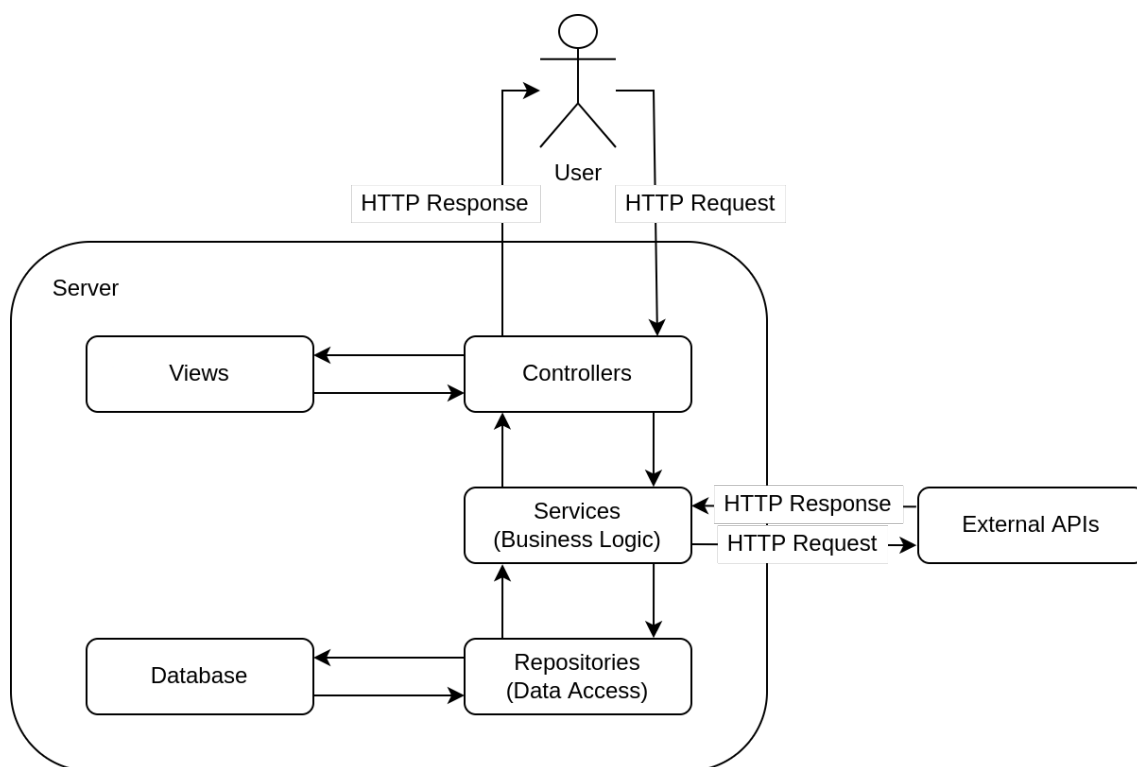 User
HTTP Response
HTTP Request
Server
Views
Controllers
Services
(Business Logic)
HTTP Response
HTTP Request
External APIs
Database
Repositories
(Data Access)